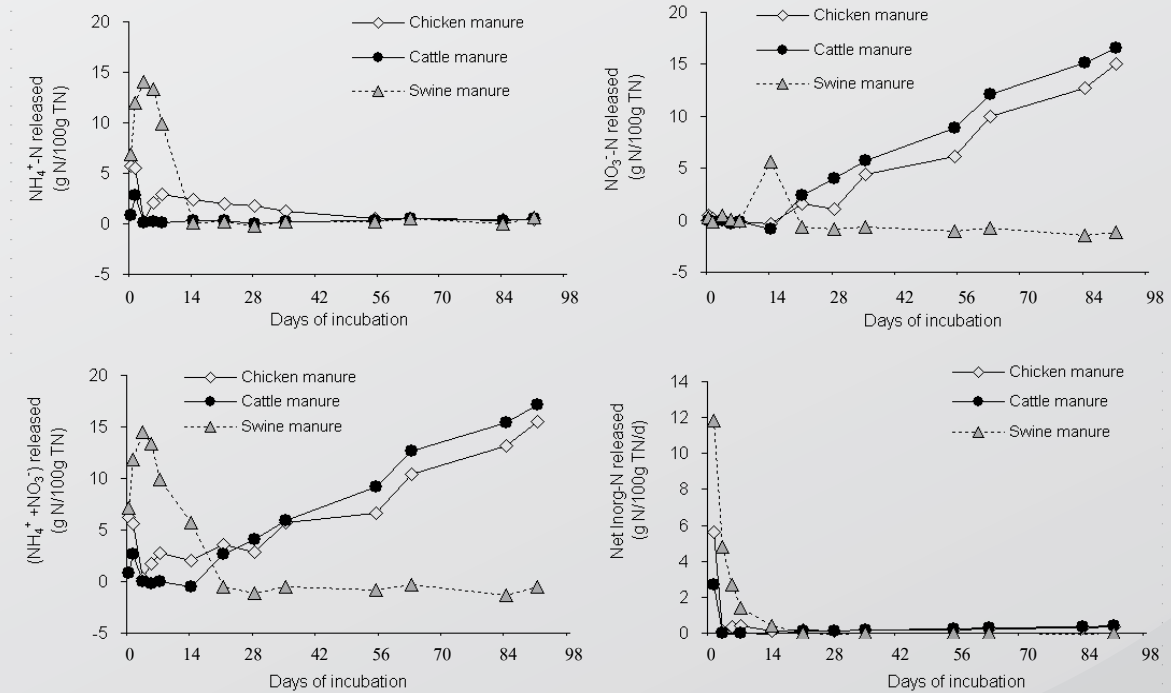 20
15
10
5
0
-5
NH₄⁺-N released
(g N/100g TN)
Chicken manure
Cattle manure
Swine manure
0 14 28 42 56 70 84 98
Days of incubation
20
15
10
5
0
-5
NO₃⁻-N released
(g N/100g TN)
Chicken manure
Cattle manure
Swine manure
0 14 28 42 56 70 84 98
Days of incubation
20
15
10
5
0
-5
(NH₄⁺ +NO₃⁻) released
(g N/100g TN)
Chicken manure
Cattle manure
Swine manure
0 14 28 42 56 70 84 98
Days of incubation
14
12
10
8
6
4
2
0
Net Inorg-N released
(g N/100g TN/d)
Chicken manure
Cattle manure
Swine manure
0 14 28 42 56 70 84 98
Days of incubation